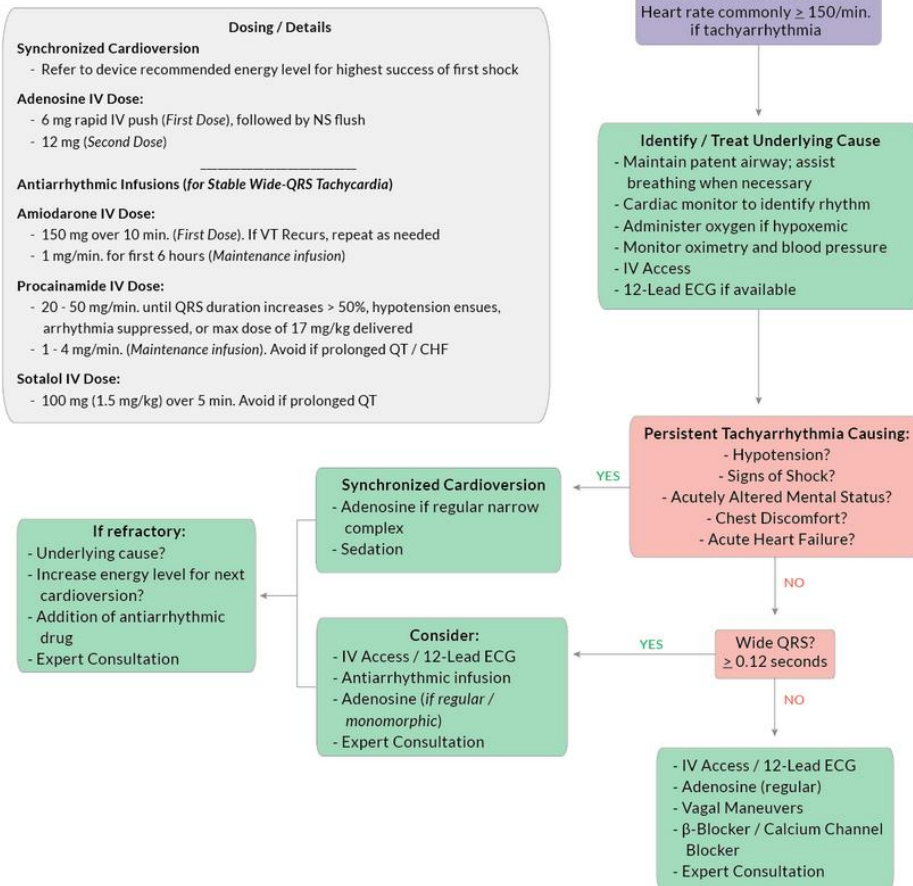 Dosing / Details
Synchronized Cardioversion
- Refer to device recommended energy level for highest success of first shock
Adenosine IV Dose:
- 6 mg rapid IV push (First Dose), followed by NS flush
- 12 mg (Second Dose)
Antiarrhythmic Infusions (for Stable Wide-QRS Tachycardia)
Amiodarone IV Dose:
- 150 mg over 10 min. (First Dose). If VT Recurs, repeat as needed
- 1 mg/min. for first 6 hours (Maintenance infusion)
Procainamide IV Dose:
- 20 - 50 mg/min. until QRS duration increases > 50%, hypotension ensues,
arrhythmia suppressed, or max dose of 17 mg/kg delivered
- 1 - 4 mg/min. (Maintenance infusion). Avoid if prolonged QT / CHF
Sotalol IV Dose:
- 100 mg (1.5 mg/kg) over 5 min. Avoid if prolonged QT
Heart rate commonly ≥ 150/min.
if tachyarrhythmia
Identify / Treat Underlying Cause
- Maintain patent airway; assist
breathing when necessary
- Cardiac monitor to identify rhythm
- Administer oxygen if hypoxemic
- Monitor oximetry and blood pressure
- IV Access
- 12-Lead ECG if available
Persistent Tachyarrhythmia Causing:
- Hypotension?
- Signs of Shock?
- Acutely Altered Mental Status?
- Chest Discomfort?
- Acute Heart Failure?
YES
Synchronized Cardioversion
- Adenosine if regular narrow
complex
- Sedation
If refractory:
- Underlying cause?
- Increase energy level for next
cardioversion?
- Addition of antiarrhythmic
drug
- Expert Consultation
NO
Wide QRS?
≥ 0.12 seconds
YES
Consider:
- IV Access / 12-Lead ECG
- Antiarrhythmic infusion
- Adenosine (if regular /
monomorphic)
- Expert Consultation
NO
- IV Access / 12-Lead ECG
- Adenosine (regular)
- Vagal Maneuvers
- β-Blocker / Calcium Channel
Blocker
- Expert Consultation